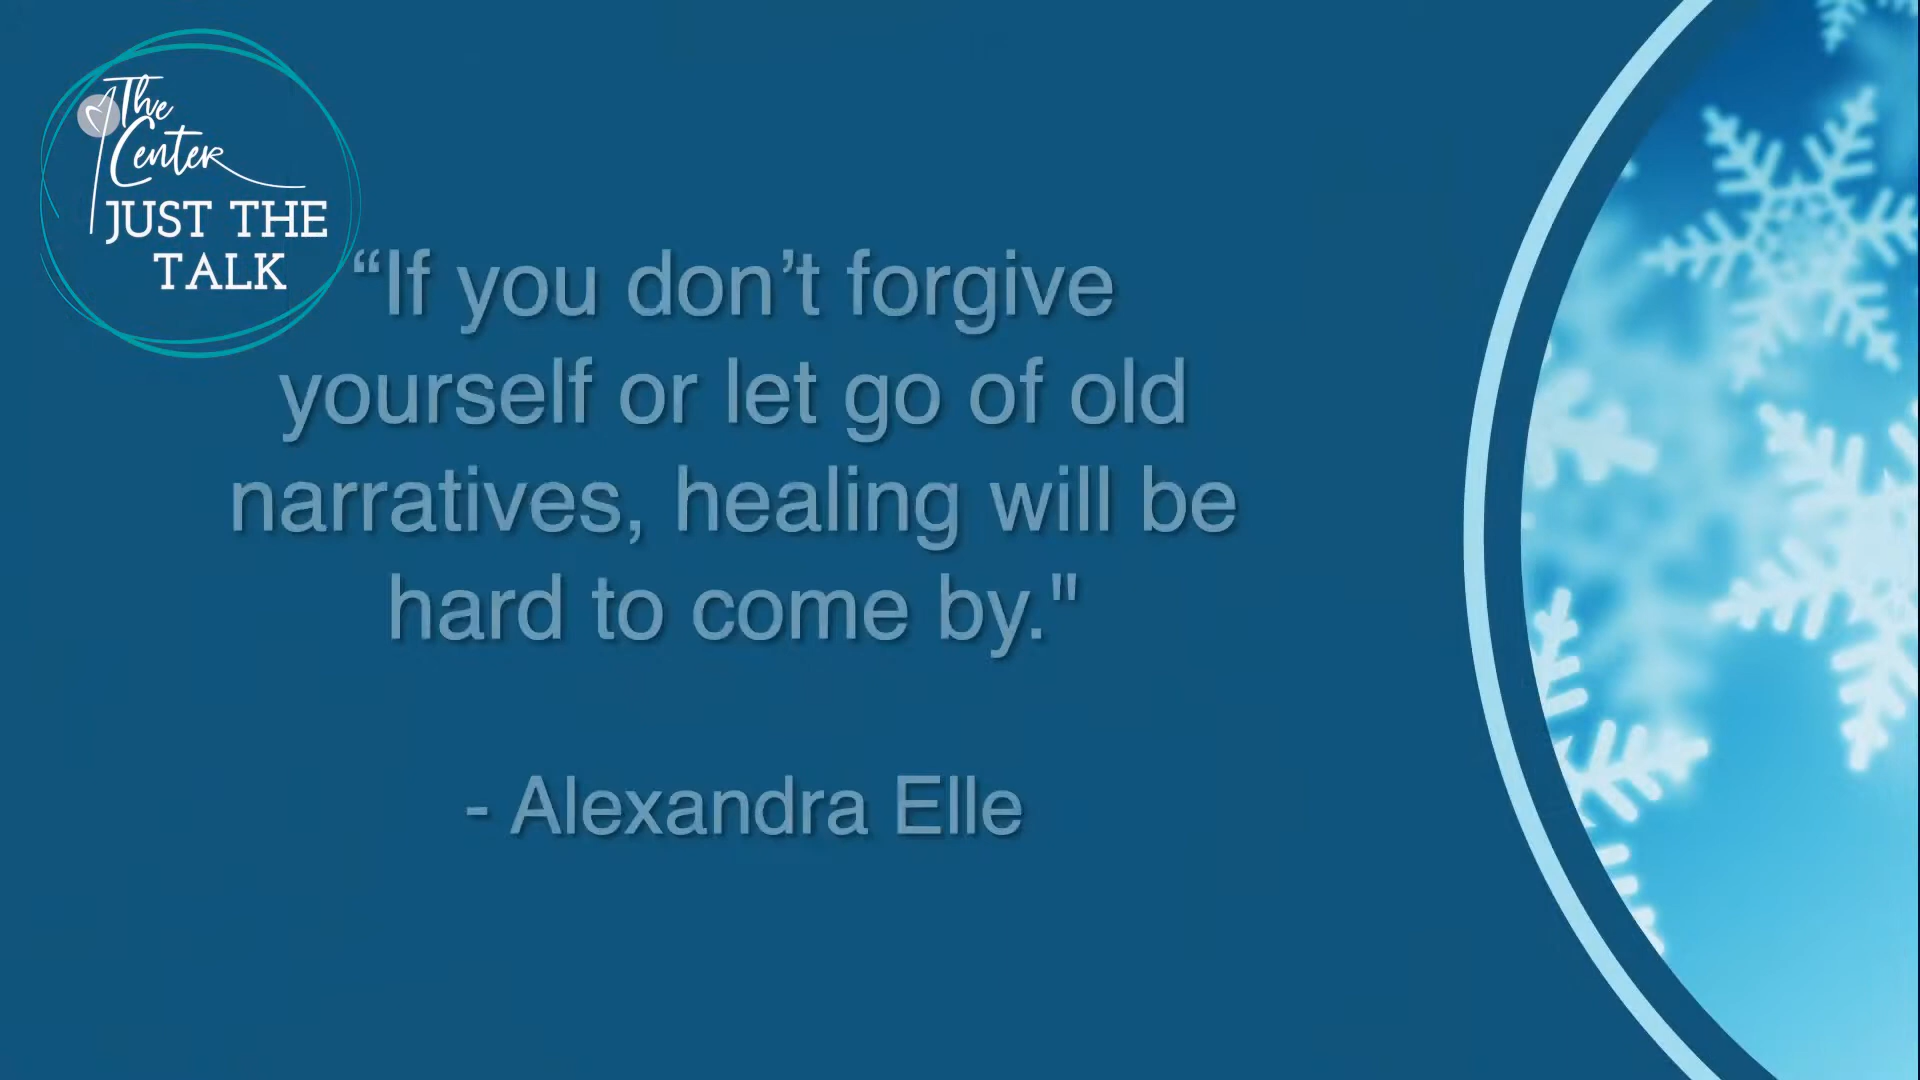 The
Center
JUST THE
TALK
“If you don’t forgive
yourself or let go of old
narratives, healing will be
hard to come by."
- Alexandra Elle